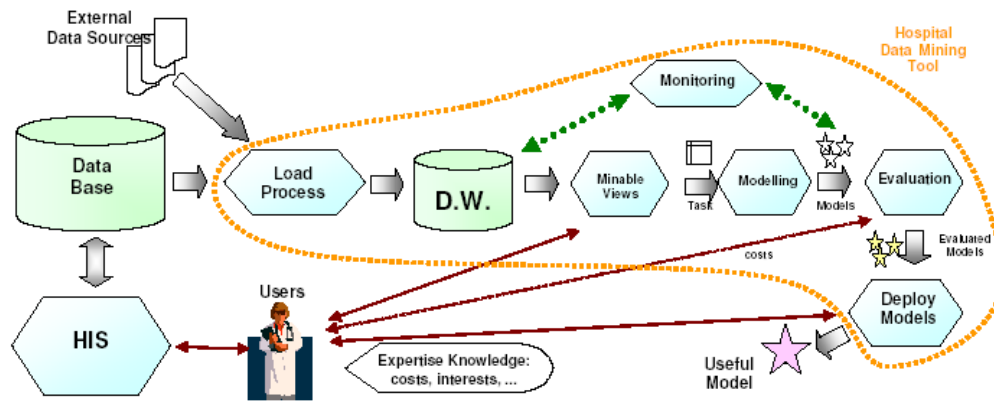 External
Data Sources
Hospital
Data Mining
Tool
Monitoring
Data
Base
Load
Process
D.W.
Minable
Views
Task
Modelling
Models
Evaluation
costs
Evaluated
Models
Users
HIS
Deploy
Models
Expertise Knowledge:
costs, interests, ...
Useful
Model